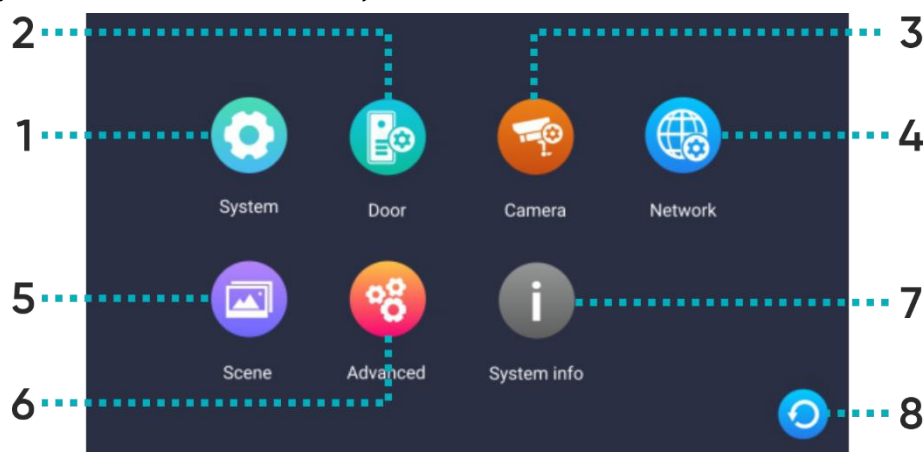 2
3
1
4
System
Door
Camera
Network
5
7
Scene
Advanced
System info
6
8